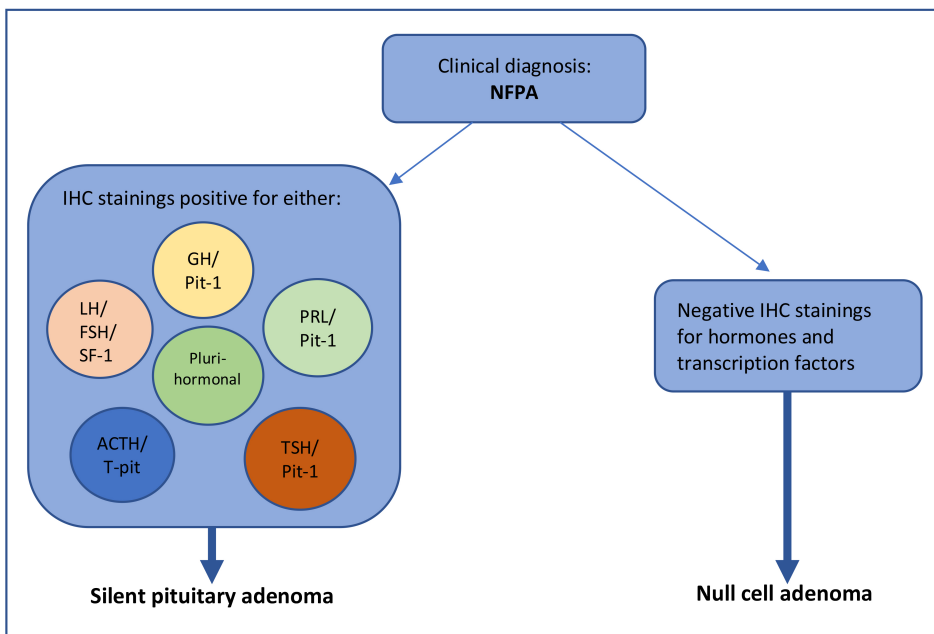 Clinical diagnosis:
NFPA
IHC stainings positive for either:
GH/
Pit-1
LH/
FSH/
SF-1
PRL/
Pit-1
Pluri-
hormonal
ACTH/
T-pit
TSH/
Pit-1
Negative IHC stainings
for hormones and
transcription factors
Silent pituitary adenoma
Null cell adenoma